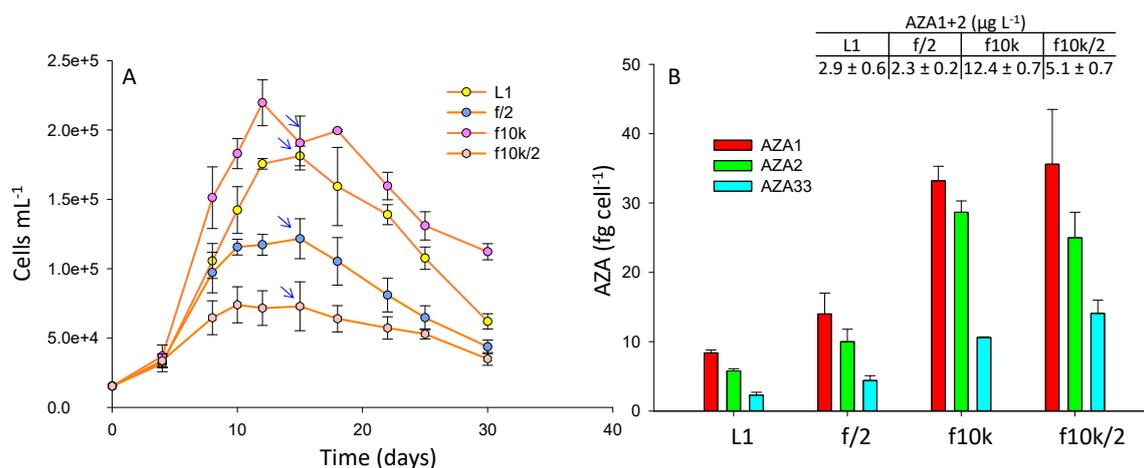 A
2.5e+5
2.0e+5
1.5e+5
1.0e+5
5.0e+4
0.0
Cells mL-1
0 10 20 30 40
Time (days)
L1
f/2
f10k
f10k/2
B
AZA1+2 (µg L-1)
L1 f/2 f10k f10k/2
2.9 ± 0.6 2.3 ± 0.2 12.4 ± 0.7 5.1 ± 0.7
50
40
30
20
10
0
AZA (fg cell-1)
AZA1
AZA2
AZA33
L1 f/2 f10k f10k/2